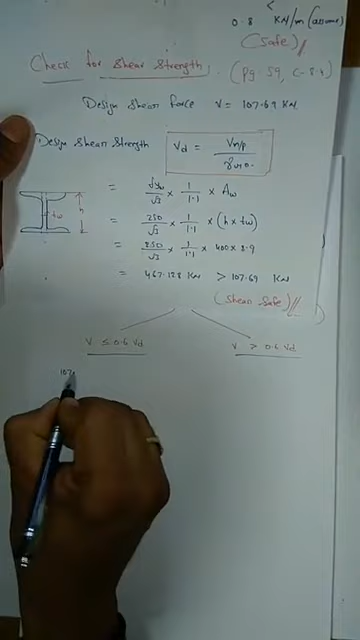 0.8 KN/m (assume)
(Safe)//
Check for Shear Strength. (Pg. 59, C-8.4)
Design Shear force V = 107.69 KN
Design Shear Strength Vd = Vn/p / γmo.
= fyw/√3 × 1/1.1 × Aw
tw h
= 250/√3 × 1/1.1 × (h × tw)
= 250/√3 × 1/1.1 × 400 × 8.9
= 467.128 KN > 107.69 KN
(Shear Safe)//
V ≤ 0.6 Vd V > 0.6 Vd
107.